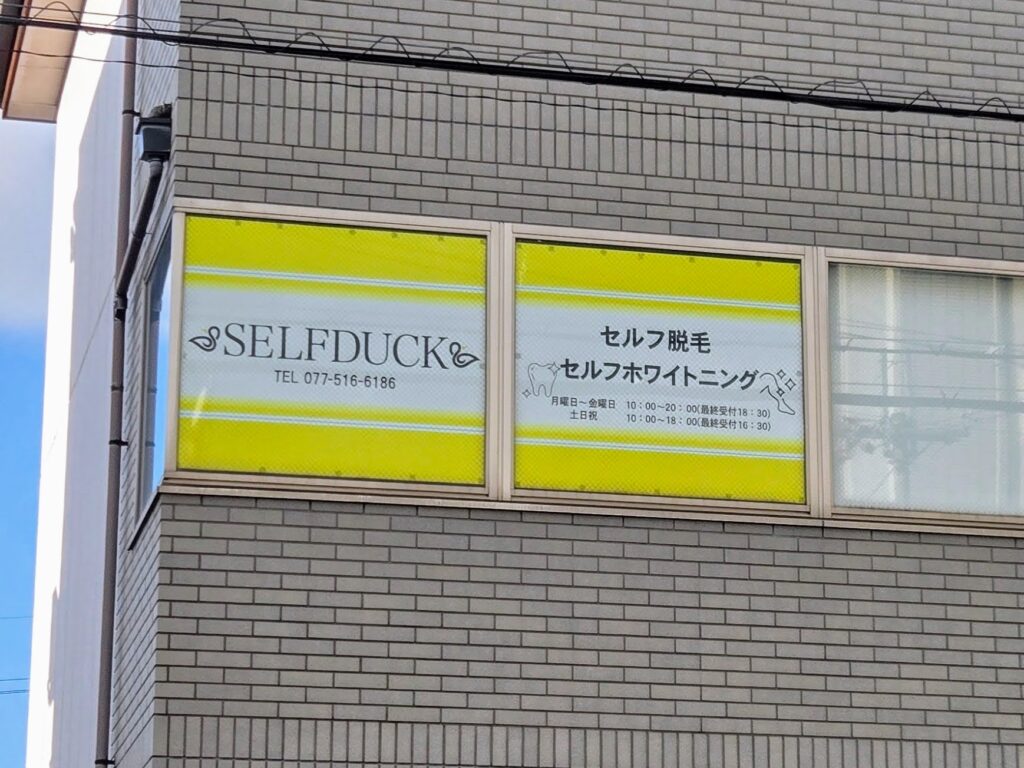 SELFDUCK
TEL 077-516-6186
セルフ脱毛
セルフホワイトニング
月曜日～金曜日 10：00～20：00(最終受付18：30)
土日祝 10：00～18：00(最終受付16：30)